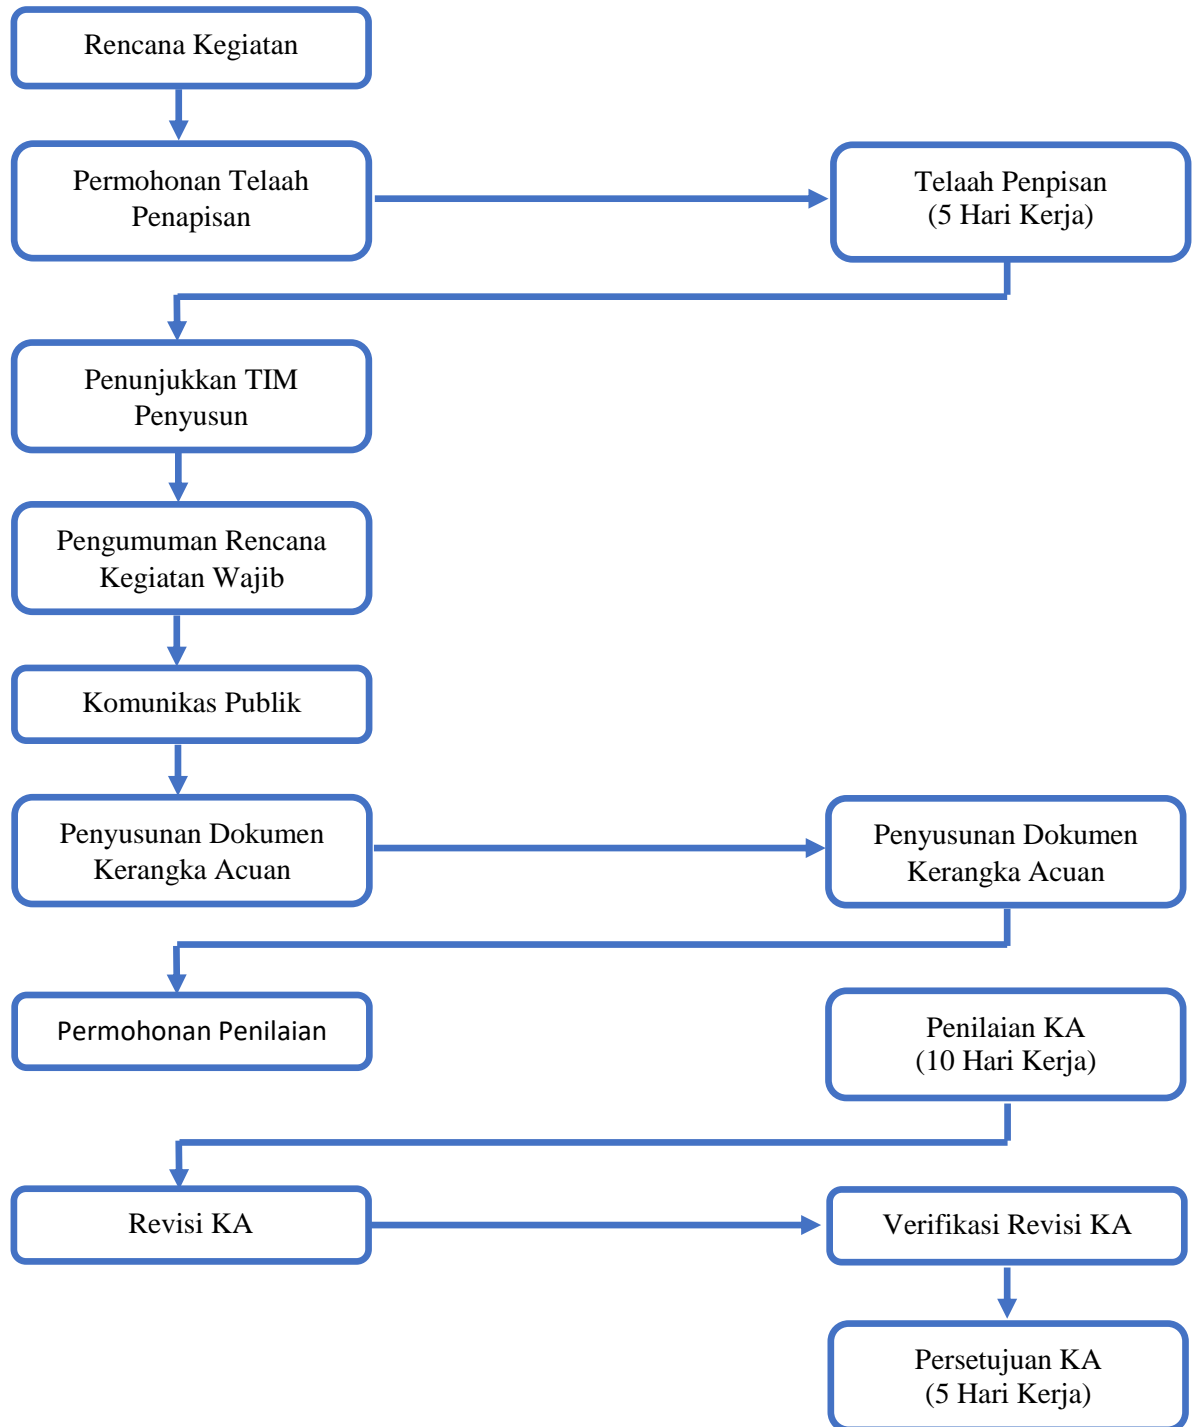 Rencana Kegiatan
Permohonan Telaah
Penapisan
Telaah Penpisan
(5 Hari Kerja)
Penunjukkan TIM
Penyusun
Pengumuman Rencana
Kegiatan Wajib
Komunikas Publik
Penyusunan Dokumen
Kerangka Acuan
Penyusunan Dokumen
Kerangka Acuan
Permohonan Penilaian
Penilaian KA
(10 Hari Kerja)
Revisi KA
Verifikasi Revisi KA
Persetujuan KA
(5 Hari Kerja)